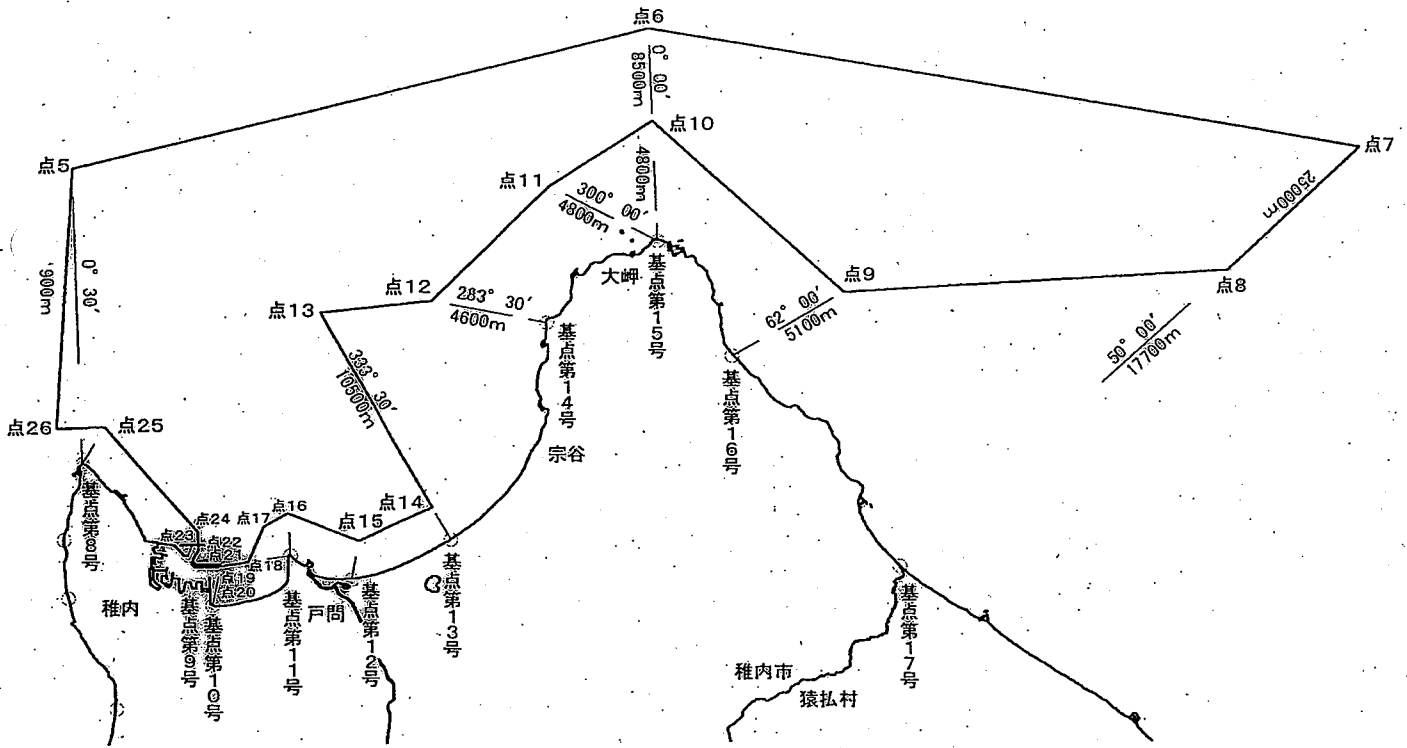 点6
0° 00′
8500m
点10
点7
点5
4800m
25000m
点11
300° 00′
4800m
大岬
基点第15号
点9
点8
点12
283° 30′
4600m
点13
62° 00′
5100m
50° 00′
17700m
0° 30′
9000m
基点第14号
333° 30′
10500m
基点第16号
点26
点25
宗谷
点14
基点第8号
点24
点17
点16
点15
点23
点22
点21
点18
点19
点20
基点第13号
基点第17号
稚内
基点第9号
基点第10号
基点第11号
戸問
基点第12号
稚内市
猿払村